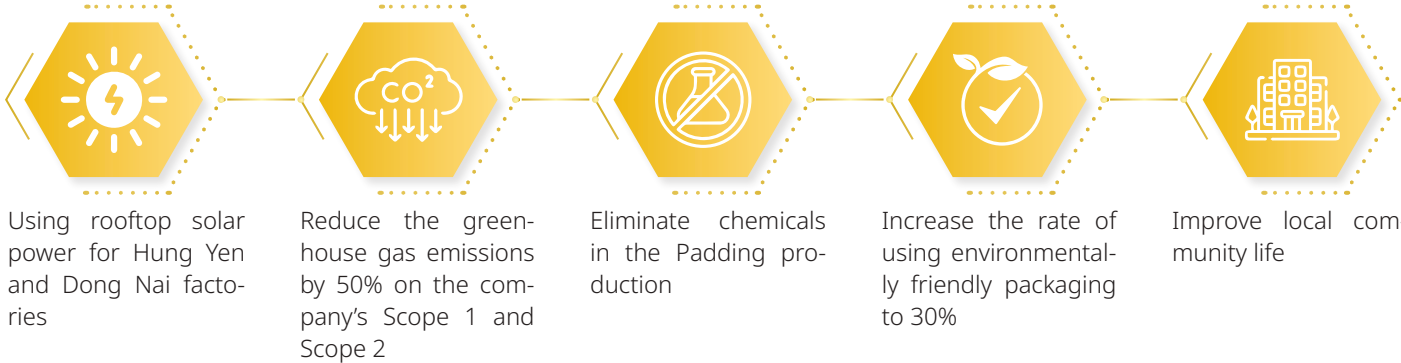 CO2
Using rooftop solar
power for Hung Yen
and Dong Nai facto-
ries
Reduce the green-
house gas emissions
by 50% on the com-
pany's Scope 1 and
Scope 2
Eliminate chemicals
in the Padding pro-
duction
Increase the rate of
using environmental-
ly friendly packaging
to 30%
Improve local com-
munity life